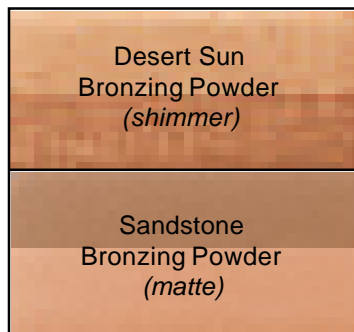 Desert Sun
Bronzing Powder
(shimmer)
Sandstone
Bronzing Powder
(matte)